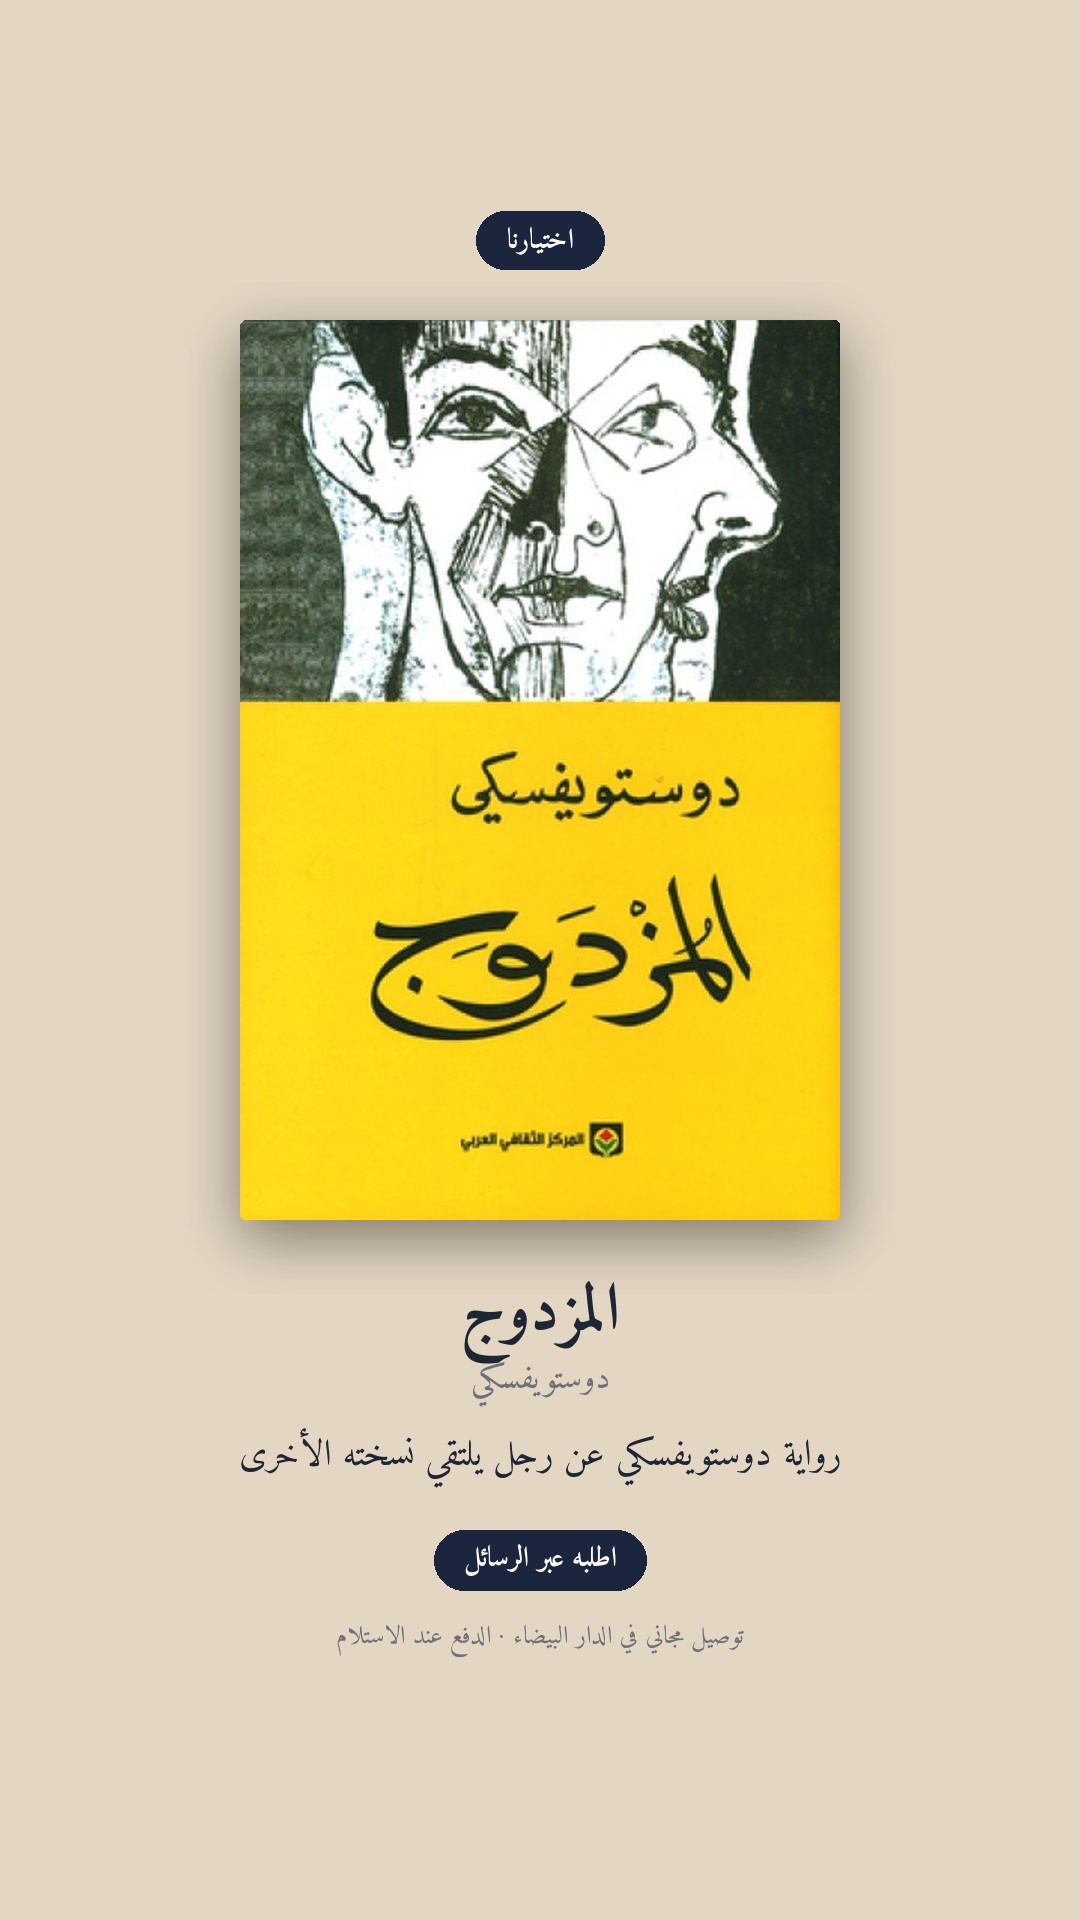 اختيارنا
دوستويفسكي
المزْدَوَج
المركز الثقافي العربي
المزدوج
دوستويفسكي
رواية دوستويفسكي عن رجل يلتقي نسخته الأخرى
اطلبه عبر الرسائل
توصيل مجاني في الدار البيضاء · الدفع عند الاستلام